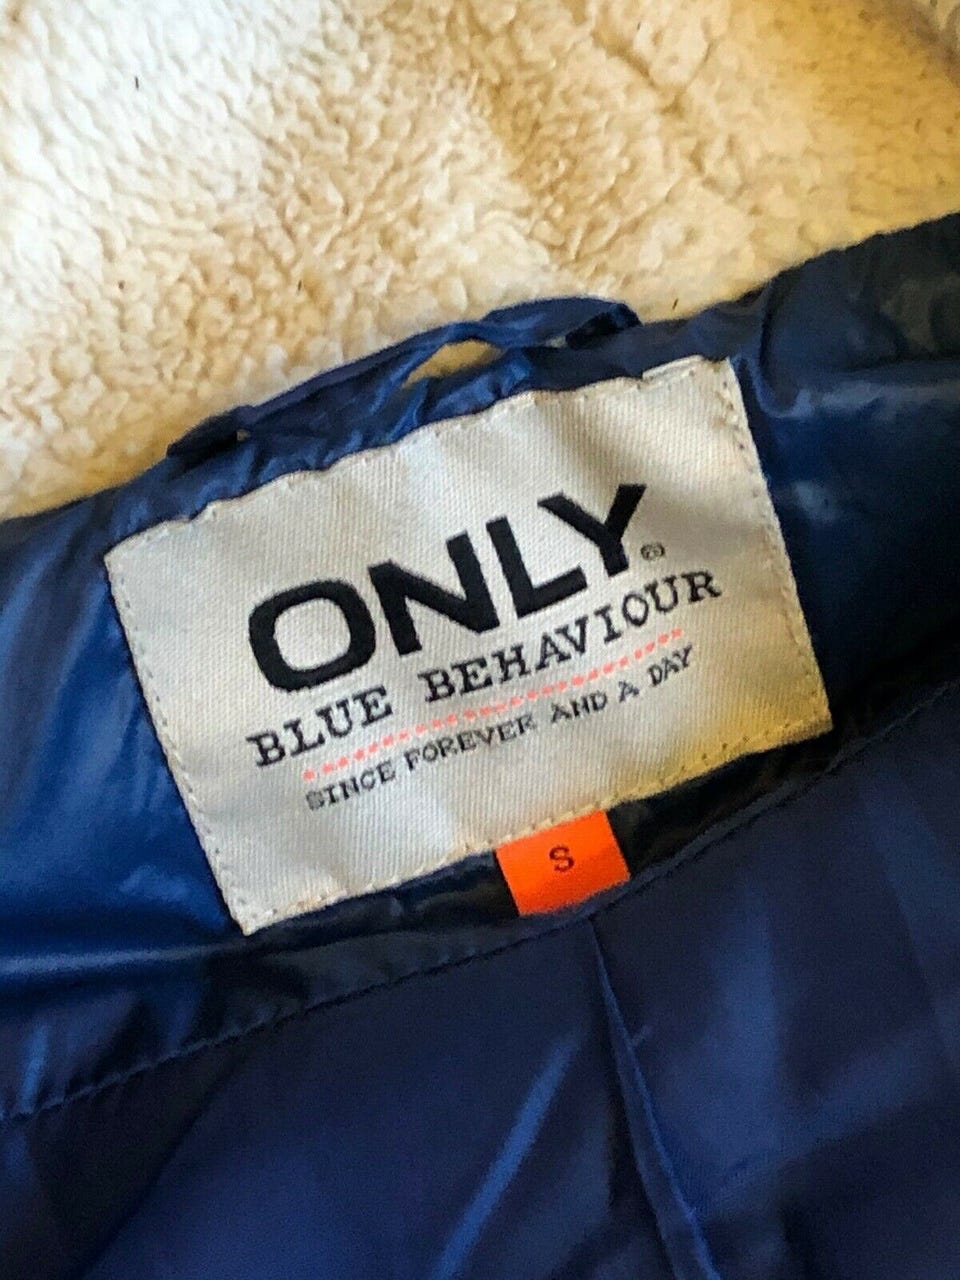 ONLY®
BLUE BEHAVIOUR
SINCE FOREVER AND A DAY
S